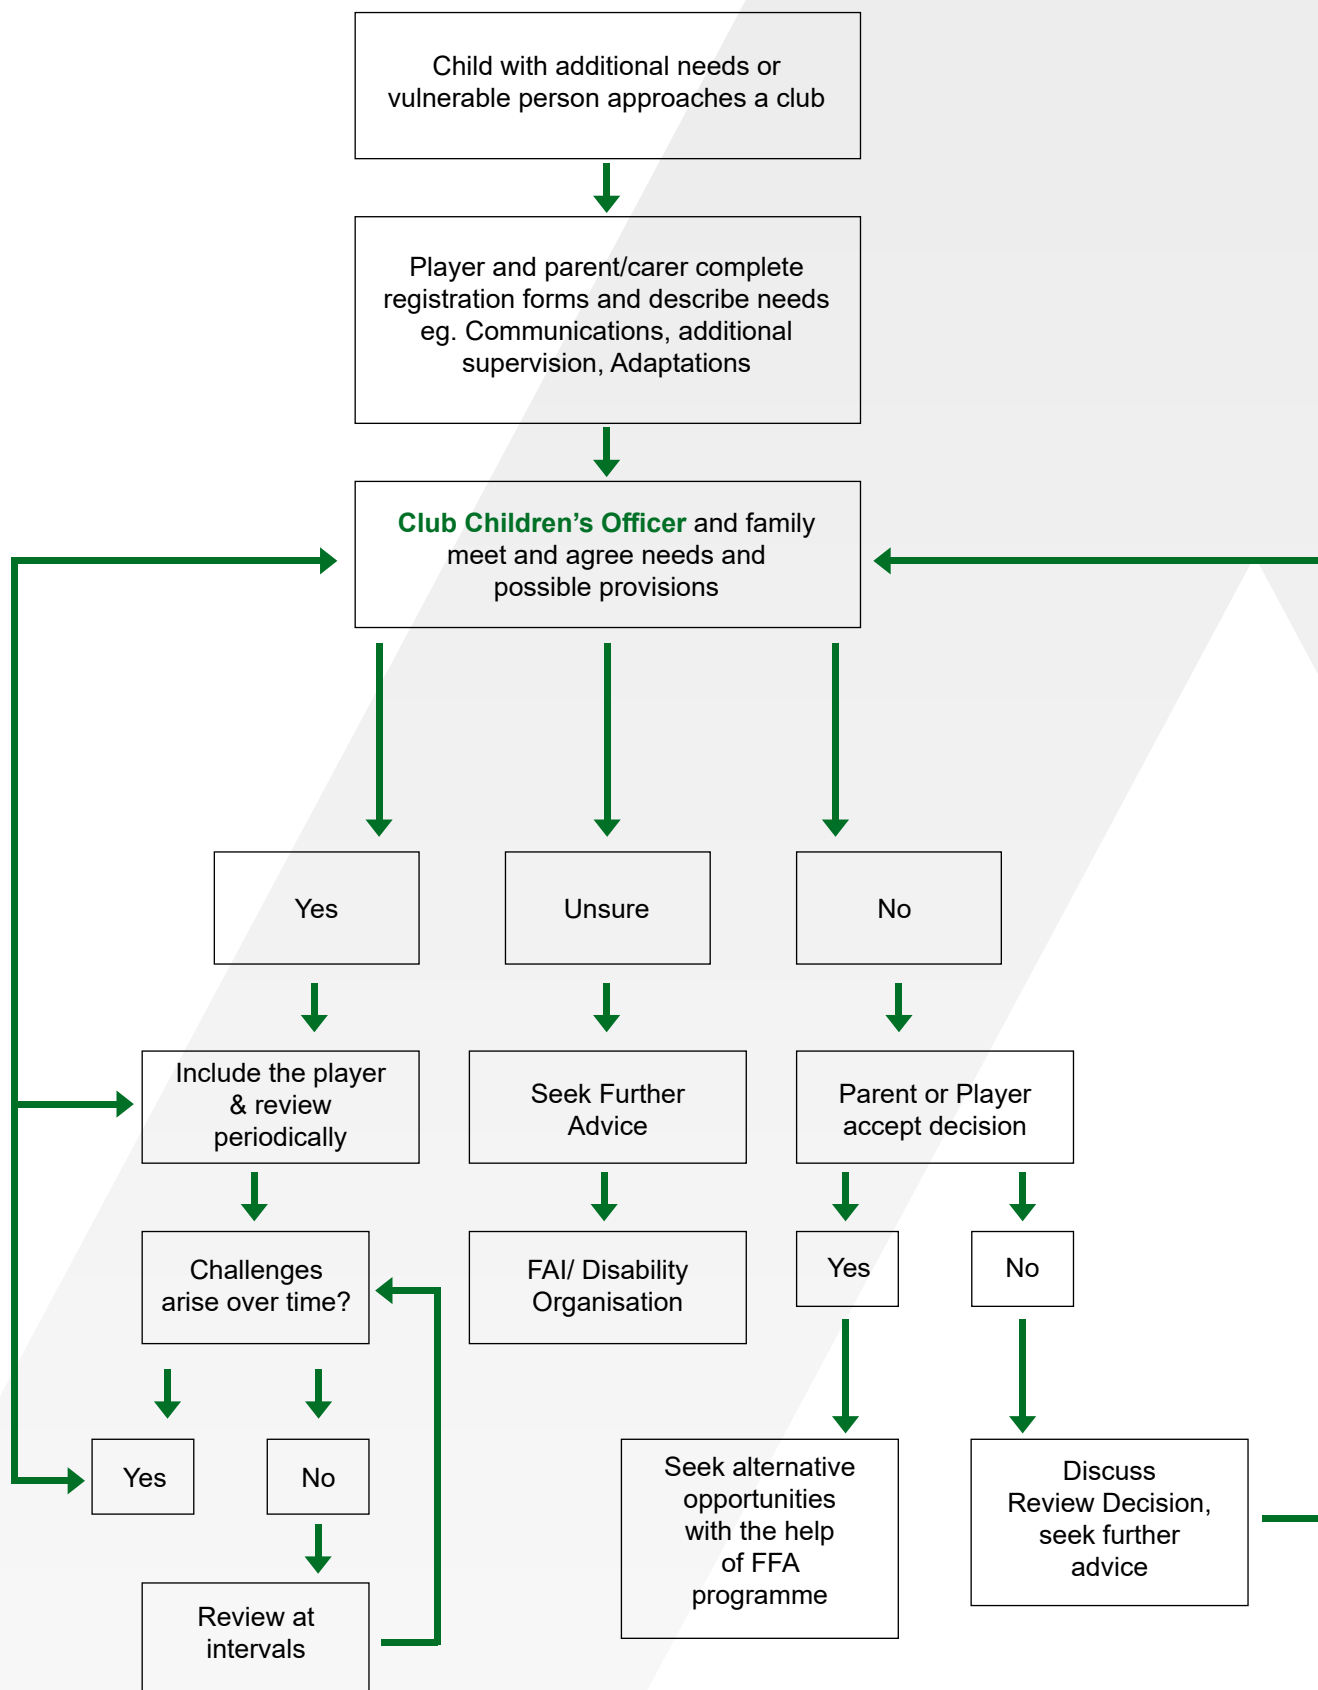 Child with additional needs or
vulnerable person approaches a club
Player and parent/carer complete
registration forms and describe needs
eg. Communications, additional
supervision, Adaptations
Club Children’s Officer and family
meet and agree needs and
possible provisions
Yes
Unsure
No
Include the player
& review
periodically
Seek Further
Advice
Parent or Player
accept decision
Challenges
arise over time?
FAI/ Disability
Organisation
Yes
No
Yes
No
Seek alternative
opportunities
with the help
of FFA
programme
Discuss
Review Decision,
seek further
advice
Review at
intervals